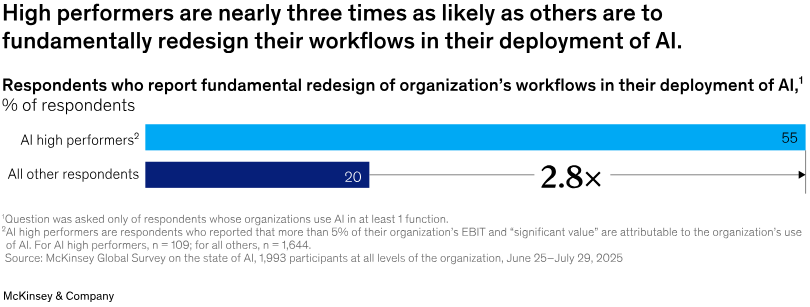 High performers are nearly three times as likely as others are to
fundamentally redesign their workflows in their deployment of AI.
Respondents who report fundamental redesign of organization's workflows in their deployment of AI,¹
% of respondents
AI high performers²
55
All other respondents
20
2.8×
¹Question was asked only of respondents whose organizations use AI in at least 1 function.
²AI high performers are respondents who reported that more than 5% of their organization's EBIT and “significant value” are attributable to the organization's use
of AI. For AI high performers, n = 109; for all others, n = 1,644.
Source: McKinsey Global Survey on the state of AI, 1,993 participants at all levels of the organization, June 25–July 29, 2025
McKinsey & Company